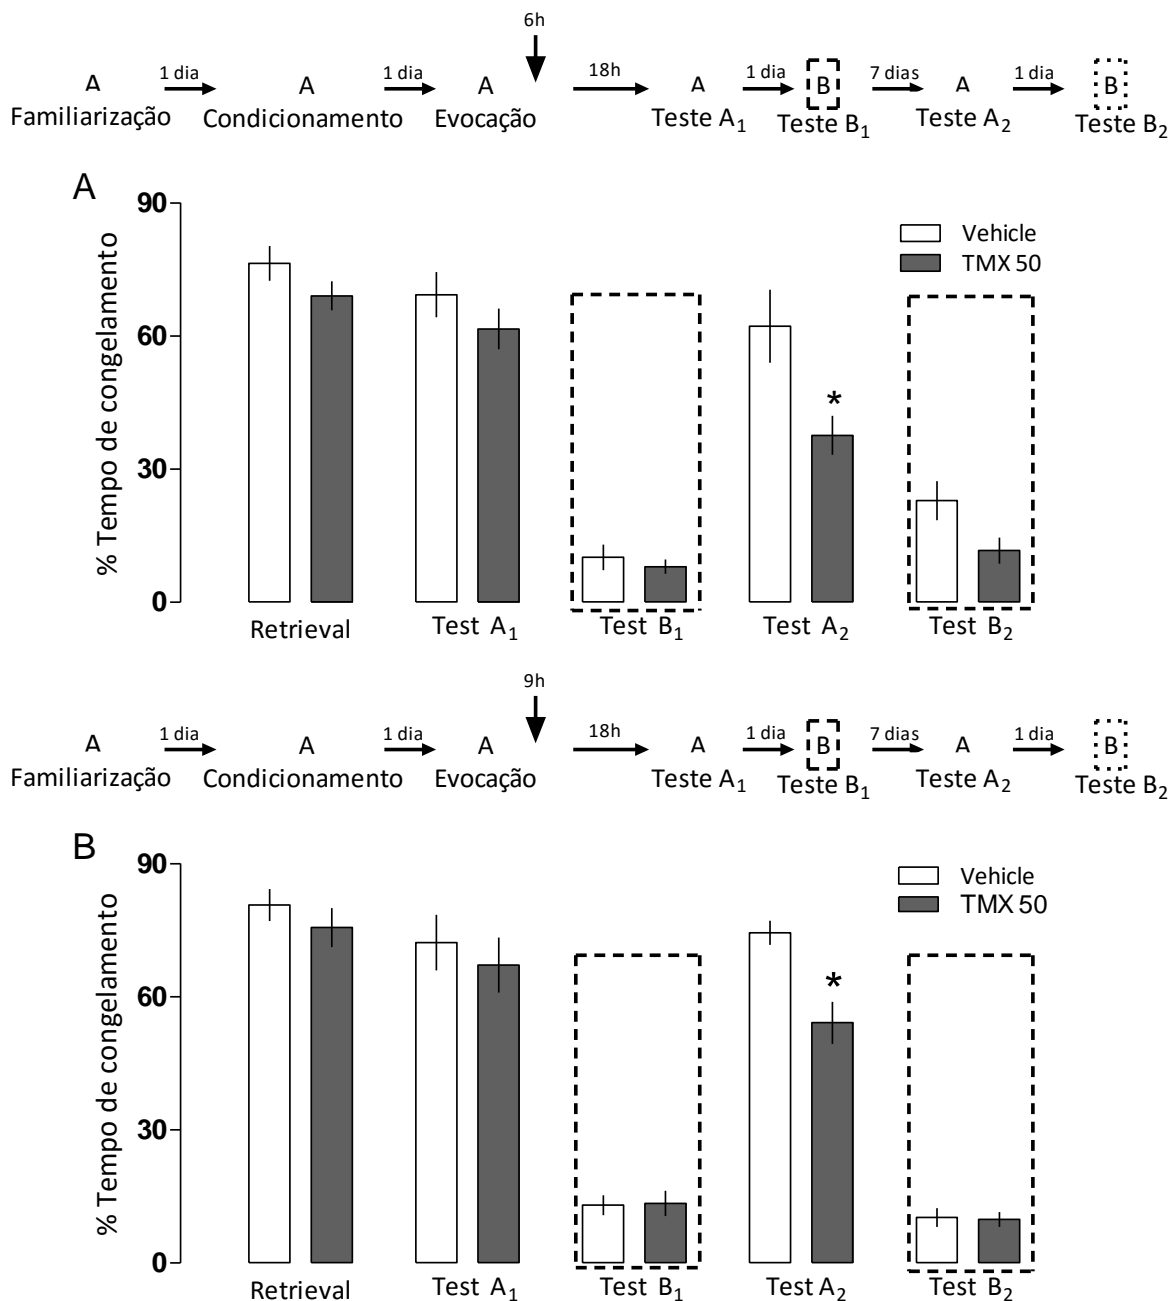 6h
1 dia 1 dia 18h 1 dia 7 dias 1 dia
A A A A B A B
Familiarização Condicionamento Evocação Teste A1 Teste B1 Teste A2 Teste B2
A
90
60
30
0
% Tempo de congelamento
Vehicle
TMX 50
*
Retrieval Test A1 Test B1 Test A2 Test B2
9h
1 dia 1 dia 18h 1 dia 7 dias 1 dia
A A A A B A B
Familiarização Condicionamento Evocação Teste A1 Teste B1 Teste A2 Teste B2
B
90
60
30
0
% Tempo de congelamento
Vehicle
TMX 50
*
Retrieval Test A1 Test B1 Test A2 Test B2